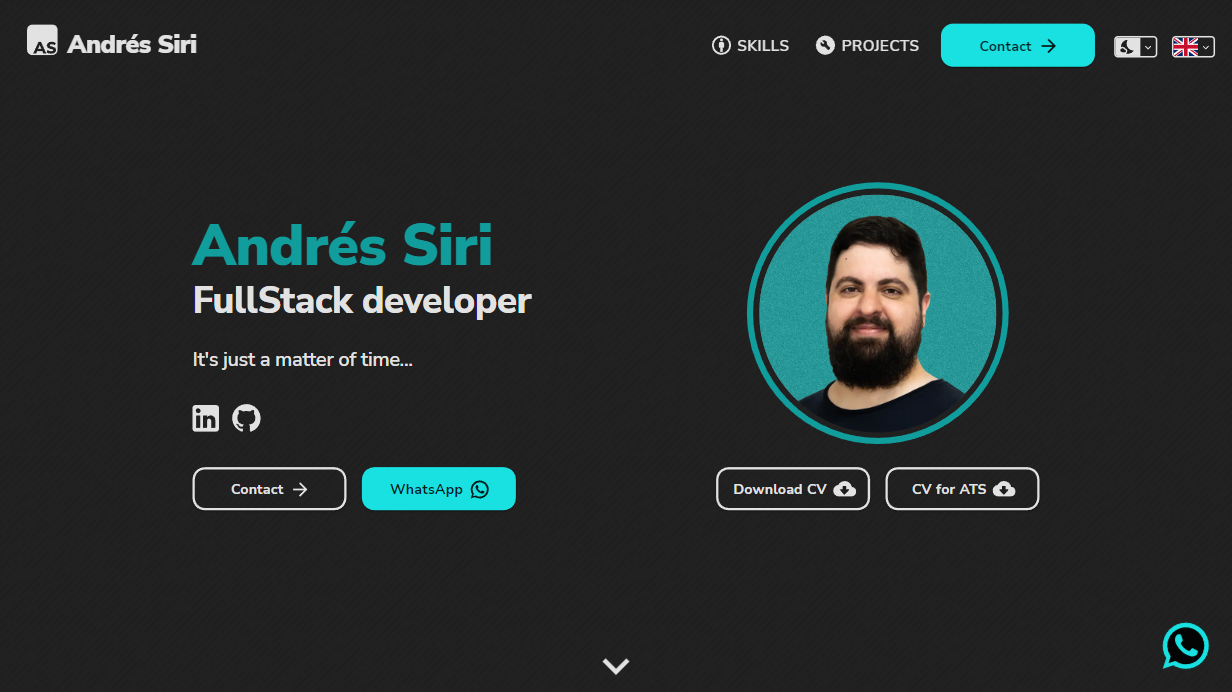 AS Andrés Siri
SKILLS PROJECTS Contact
Andrés Siri
FullStack developer
It's just a matter of time...
in
Contact WhatsApp
Download CV CV for ATS